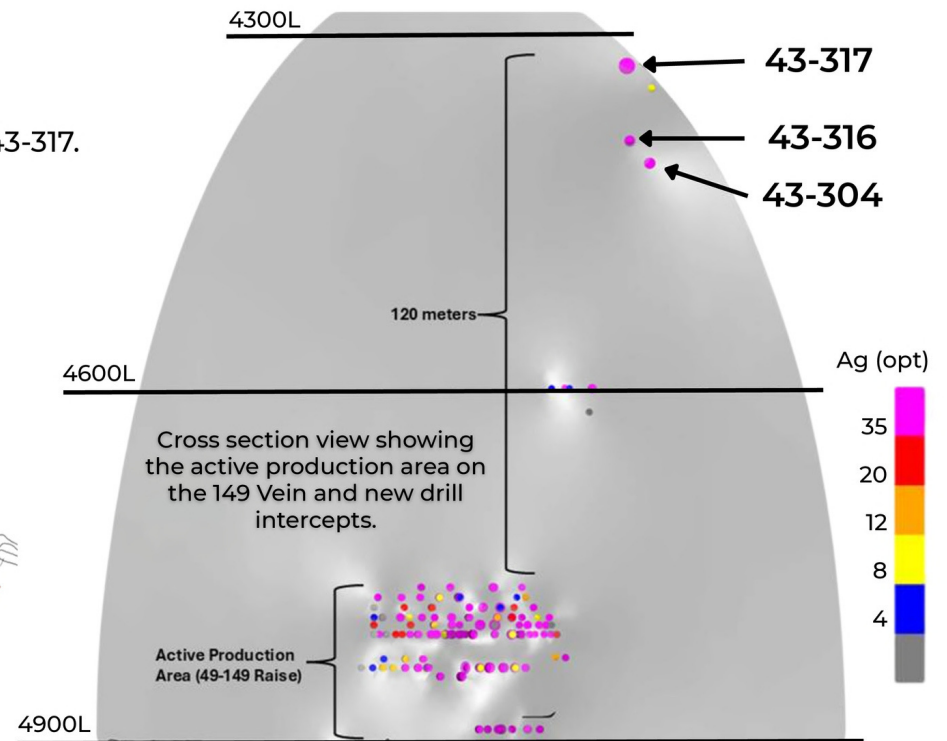 4300L
43-317
43-317.
43-316
43-304
120 meters
Ag (opt)
4600L
35
20
12
8
4
Cross section view showing
the active production area on
the 149 Vein and new drill
intercepts.
Active Production
Area (49-149 Raise)
4900L